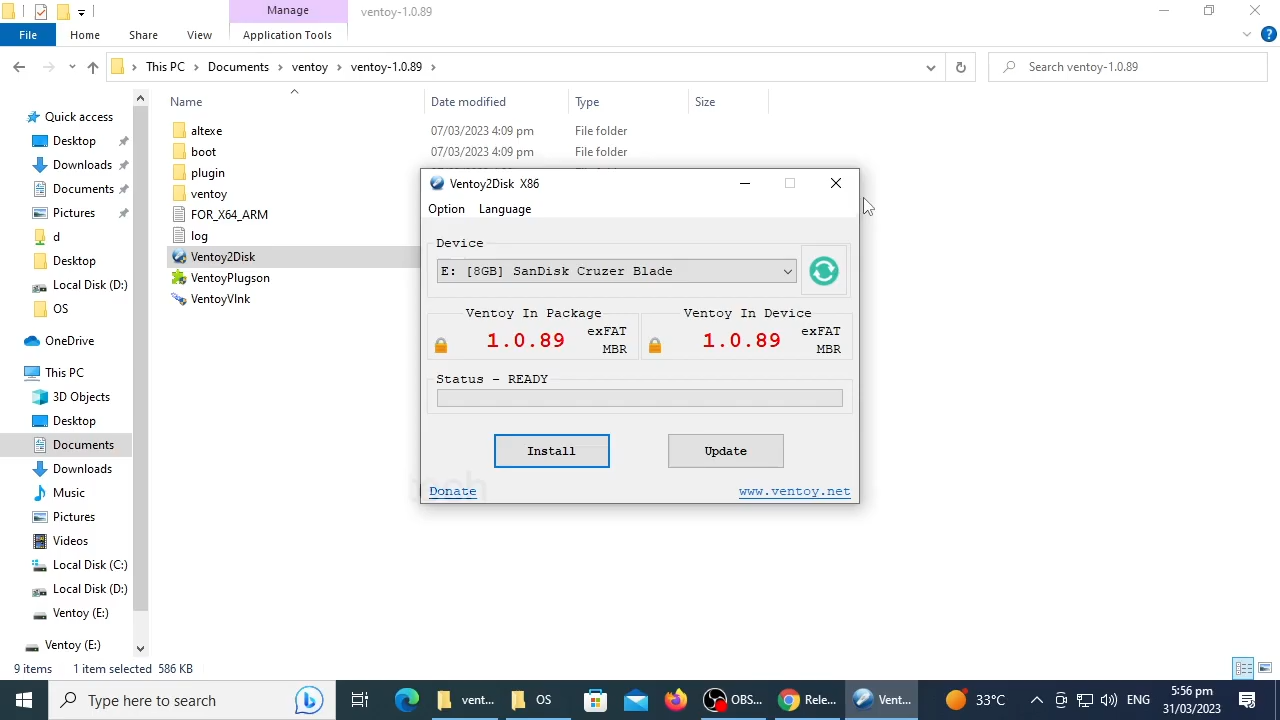 Manage
ventoy-1.0.89
File
Home
Share
View
Application Tools
This PC
Documents
ventoy
ventoy-1.0.89
Search ventoy-1.0.89
Name
Date modified
Type
Size
Quick access
Desktop
Downloads
Documents
Pictures
d
Desktop
Local Disk (D:)
OS
OneDrive
This PC
3D Objects
Desktop
Documents
Downloads
Music
Pictures
Videos
Local Disk (C:)
Local Disk (D:)
Ventoy (E:)
Ventoy (E:)
altexe
07/03/2023 4:09 pm
File folder
boot
07/03/2023 4:09 pm
File folder
plugin
ventoy
FOR_X64_ARM
log
Ventoy2Disk
VentoyPlugson
VentoyVlnk
Ventoy2Disk X86
Option
Language
Device
E: [8GB] SanDisk Cruzer Blade
Ventoy In Package
1.0.89
exFAT
MBR
Ventoy In Device
1.0.89
exFAT
MBR
Status - READY
Install
Update
Donate
www.ventoy.net
9 items
1 item selected 586 KB
Type here to search
vent...
OS
OBS...
Rele...
Vent...
33°C
ENG
5:56 pm
31/03/2023